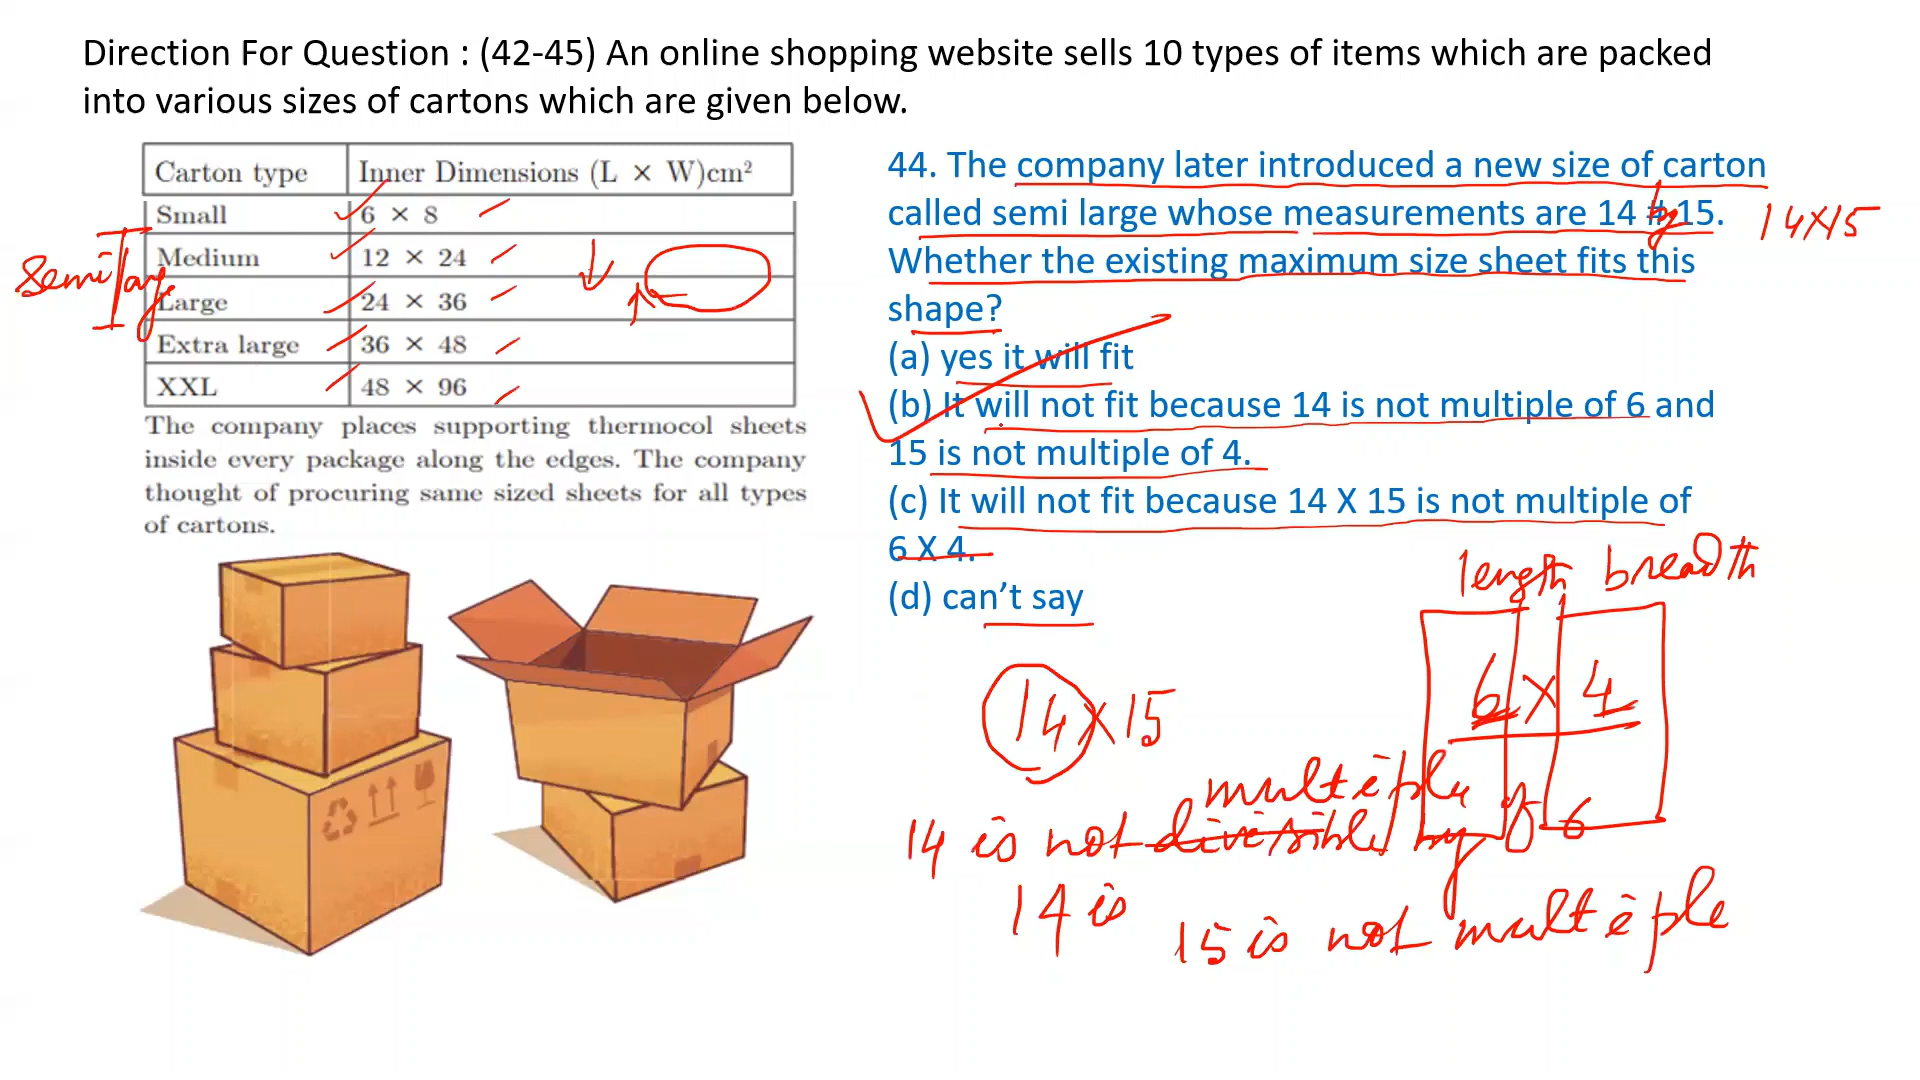 Direction For Question : (42-45) An online shopping website sells 10 types of items which are packed
into various sizes of cartons which are given below.
Carton type Inner Dimensions (L × W)cm²
Small 6 × 8
Medium 12 × 24
Large 24 × 36
Extra large 36 × 48
XXL 48 × 96
Semi
The company places supporting thermocol sheets
inside every package along the edges. The company
thought of procuring same sized sheets for all types
of cartons.
44. The company later introduced a new size of carton
called semi large whose measurements are 14 by 15.
14×15
Whether the existing maximum size sheet fits this
shape?
(a) yes it will fit
(b) It will not fit because 14 is not multiple of 6 and
15 is not multiple of 4.
(c) It will not fit because 14 X 15 is not multiple of
6 X 4.
(d) can't say
length breadth
6 × 4
14×15
multiple
14 is not divisible by of 6
14 is
15 is not multiple